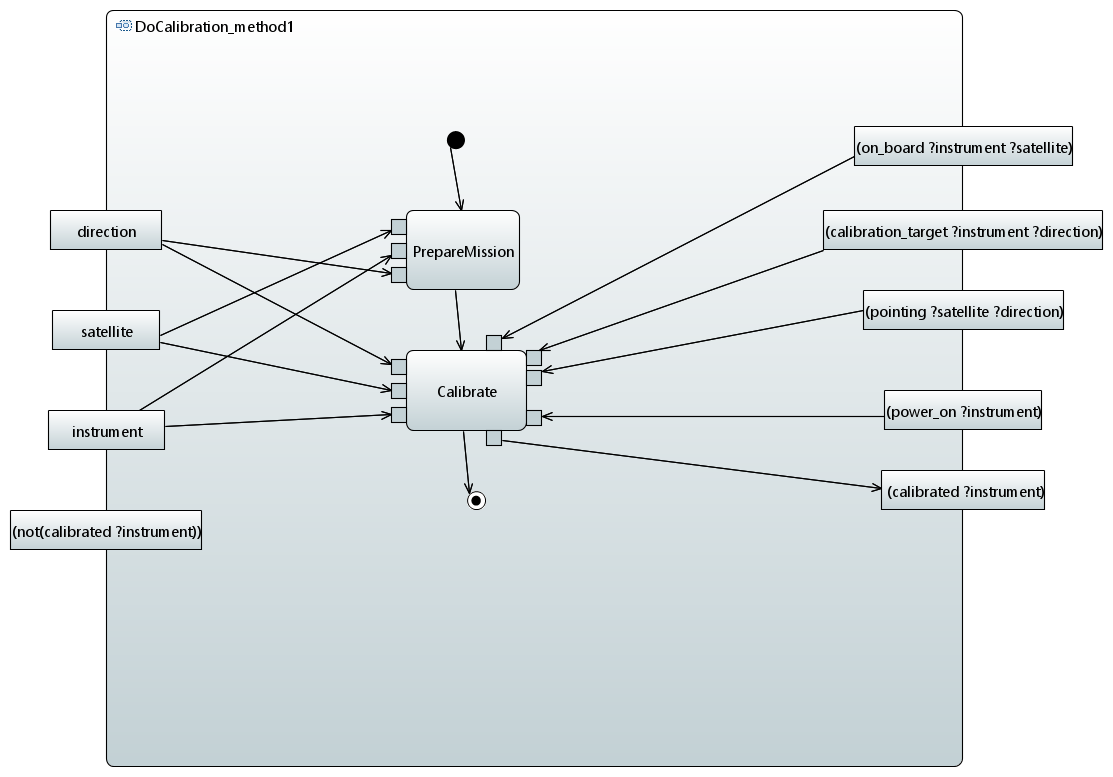 DoCalibration_method1
(on_board ?instrument ?satellite)
direction
PrepareMission
(calibration_target ?instrument ?direction)
satellite
(pointing ?satellite ?direction)
Calibrate
instrument
(power_on ?instrument)
(calibrated ?instrument)
(not(calibrated ?instrument))